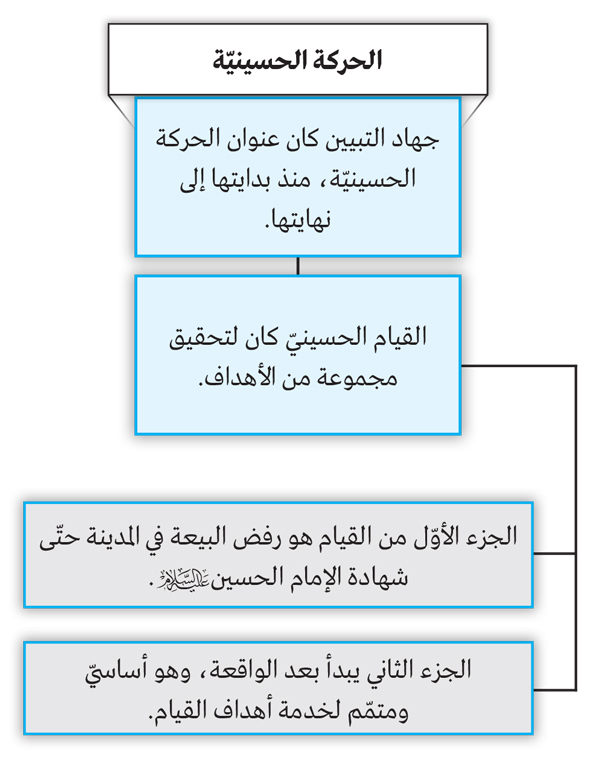 الحركة الحسينيّة
جهاد التبيين كان عنوان الحركة
الحسينيّة، منذ بدايتها إلى
نهايتها.
القيام الحسينيّ كان لتحقيق
مجموعة من الأهداف.
الجزء الأوّل من القيام هو رفض البيعة في المدينة حتّى
شهادة الإمام الحسين عليه السلام.
الجزء الثاني يبدأ بعد الواقعة، وهو أساسيّ
ومتمّم لخدمة أهداف القيام.